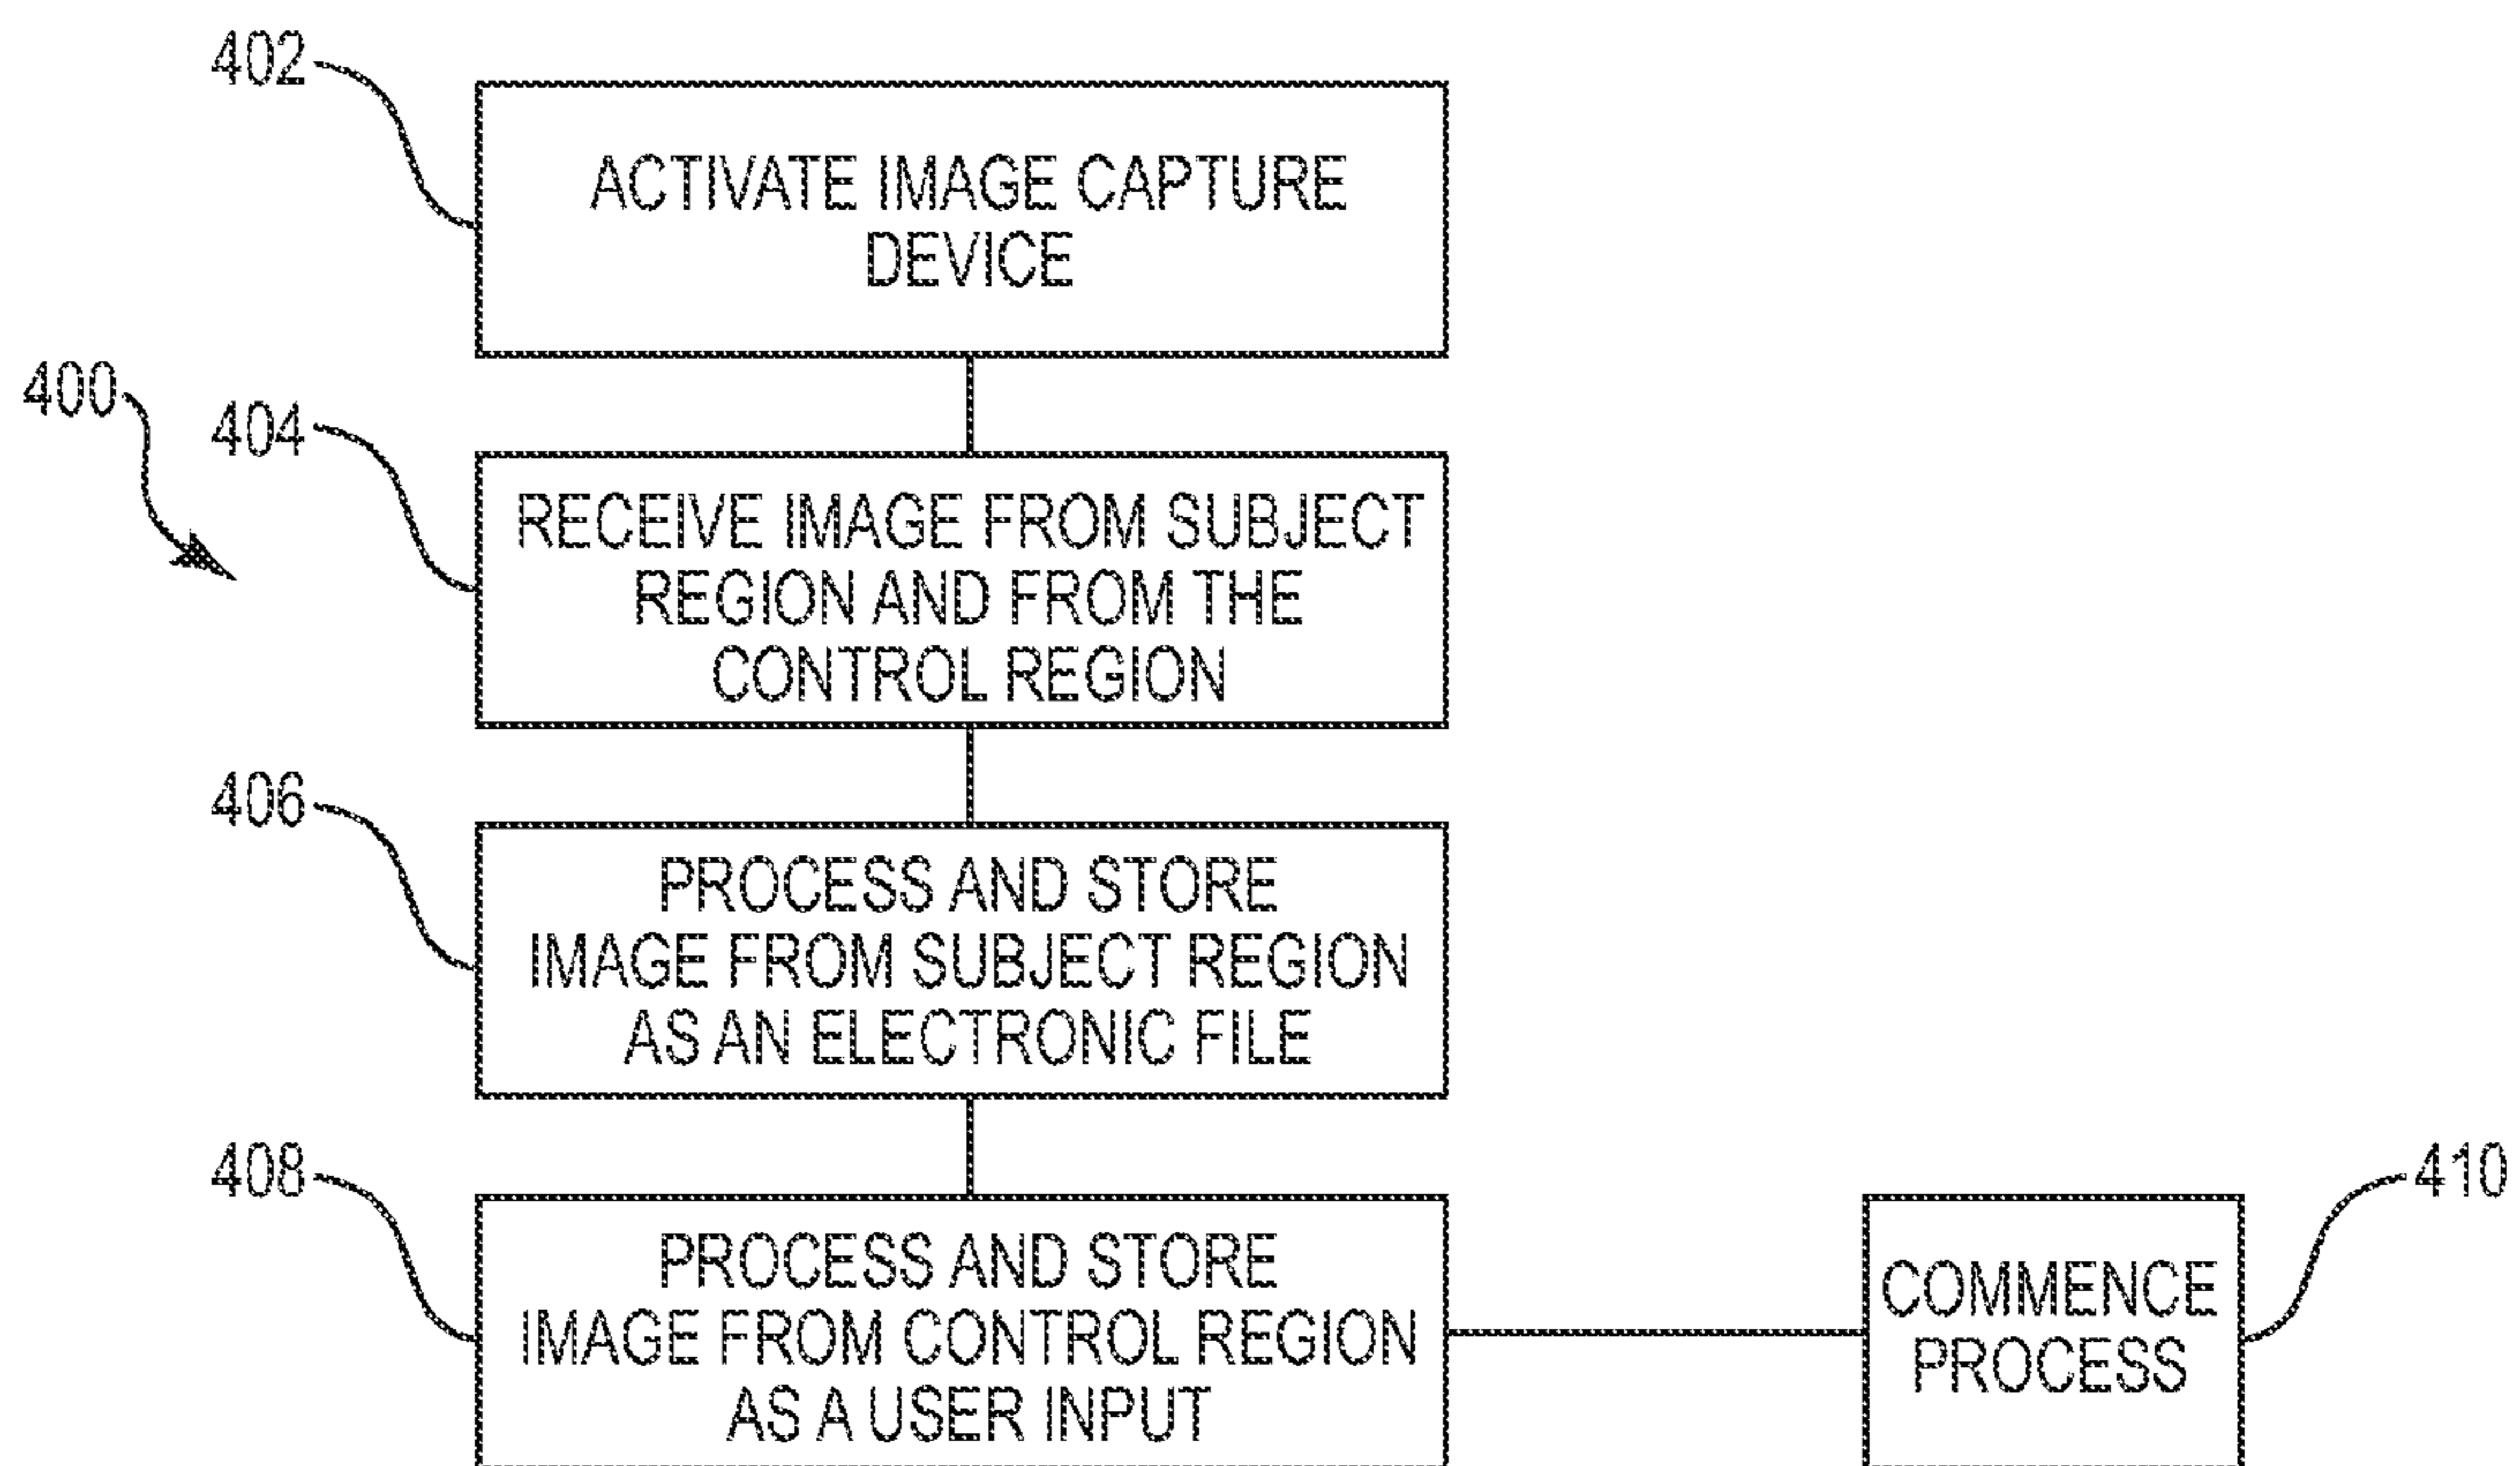 402
ACTIVATE IMAGE CAPTURE
DEVICE
400
404
RECEIVE IMAGE FROM SUBJECT
REGION AND FROM THE
CONTROL REGION
406
PROCESS AND STORE
IMAGE FROM SUBJECT REGION
AS AN ELECTRONIC FILE
408
PROCESS AND STORE
IMAGE FROM CONTROL REGION
AS A USER INPUT
410
COMMENCE
PROCESS